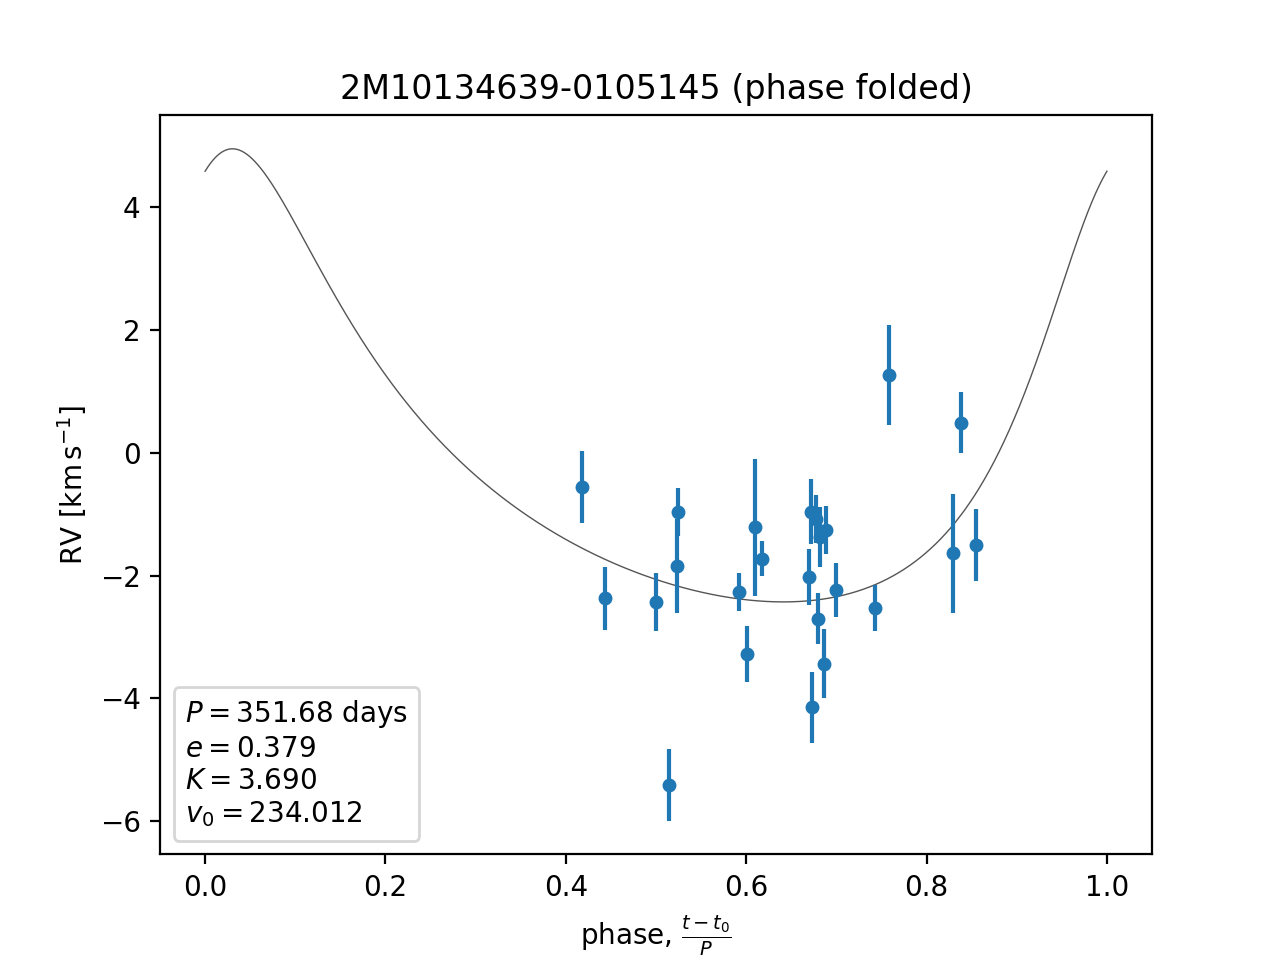 2M10134639-0105145 (phase folded)
RV [km s⁻¹]
4
2
0
−2
−4
−6
P = 351.68 days
e = 0.379
K = 3.690
v₀ = 234.012
0.0 0.2 0.4 0.6 0.8 1.0
phase, \frac{t − t₀}{P}